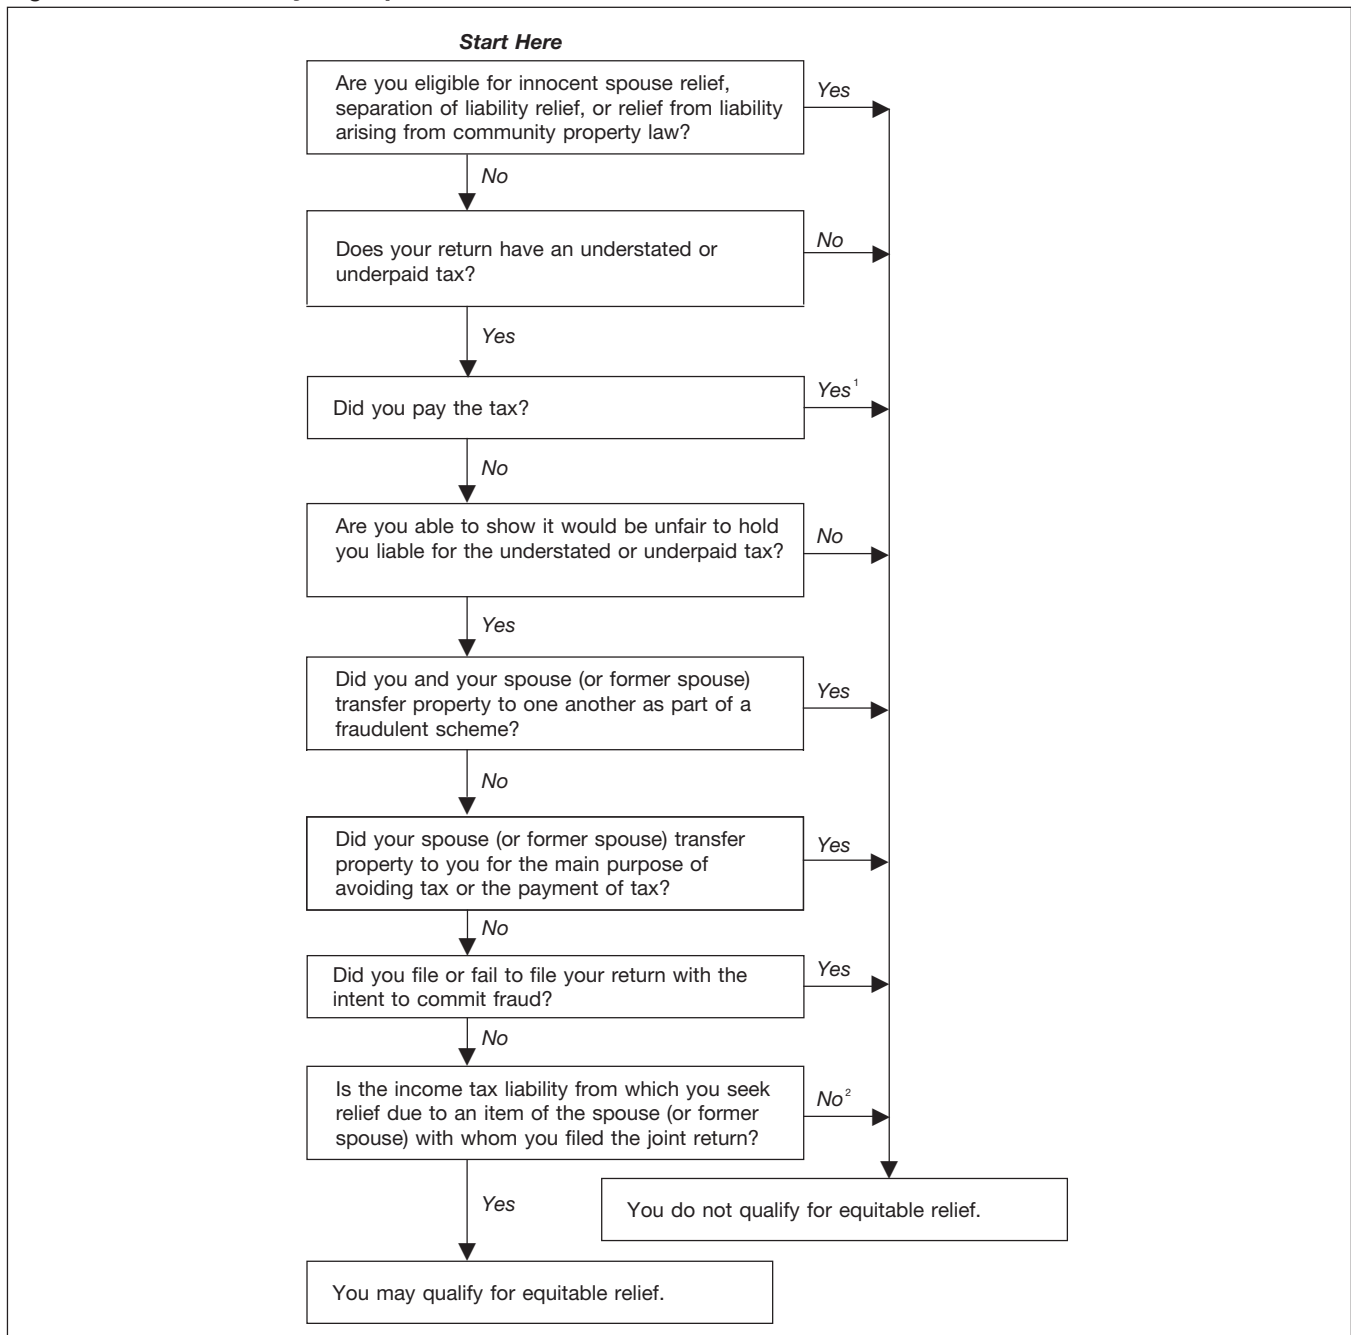 Start Here
Are you eligible for innocent spouse relief,
separation of liability relief, or relief from liability
arising from community property law?
Yes
No
Does your return have an understated or
underpaid tax?
No
Yes
Did you pay the tax?
Yes¹
No
Are you able to show it would be unfair to hold
you liable for the understated or underpaid tax?
No
Yes
Did you and your spouse (or former spouse)
transfer property to one another as part of a
fraudulent scheme?
Yes
No
Did your spouse (or former spouse) transfer
property to you for the main purpose of
avoiding tax or the payment of tax?
Yes
No
Did you file or fail to file your return with the
intent to commit fraud?
Yes
No
Is the income tax liability from which you seek
relief due to an item of the spouse (or former
spouse) with whom you filed the joint return?
No²
Yes
You do not qualify for equitable relief.
You may qualify for equitable relief.